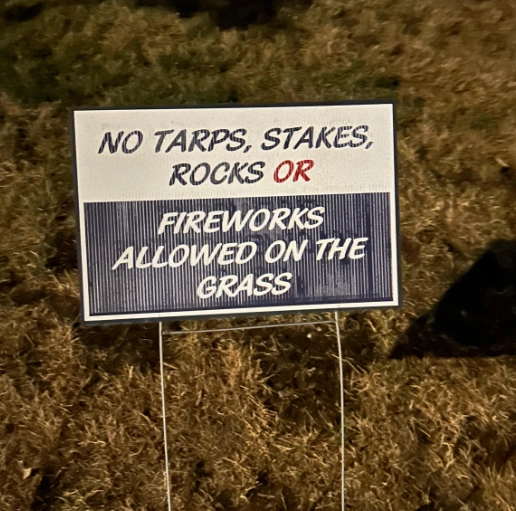 NO TARPS, STAKES,
ROCKS OR
FIREWORKS
ALLOWED ON THE
GRASS